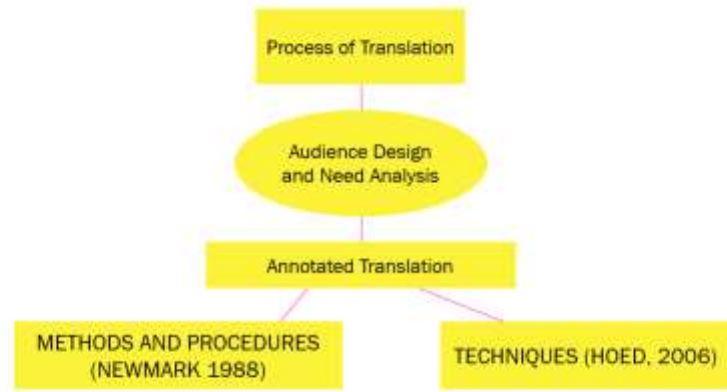 Process of Translation
Audience Design
and Need Analysis
Annotated Translation
METHODS AND PROCEDURES
(NEWMARK 1988)
TECHNIQUES (HOED, 2006)